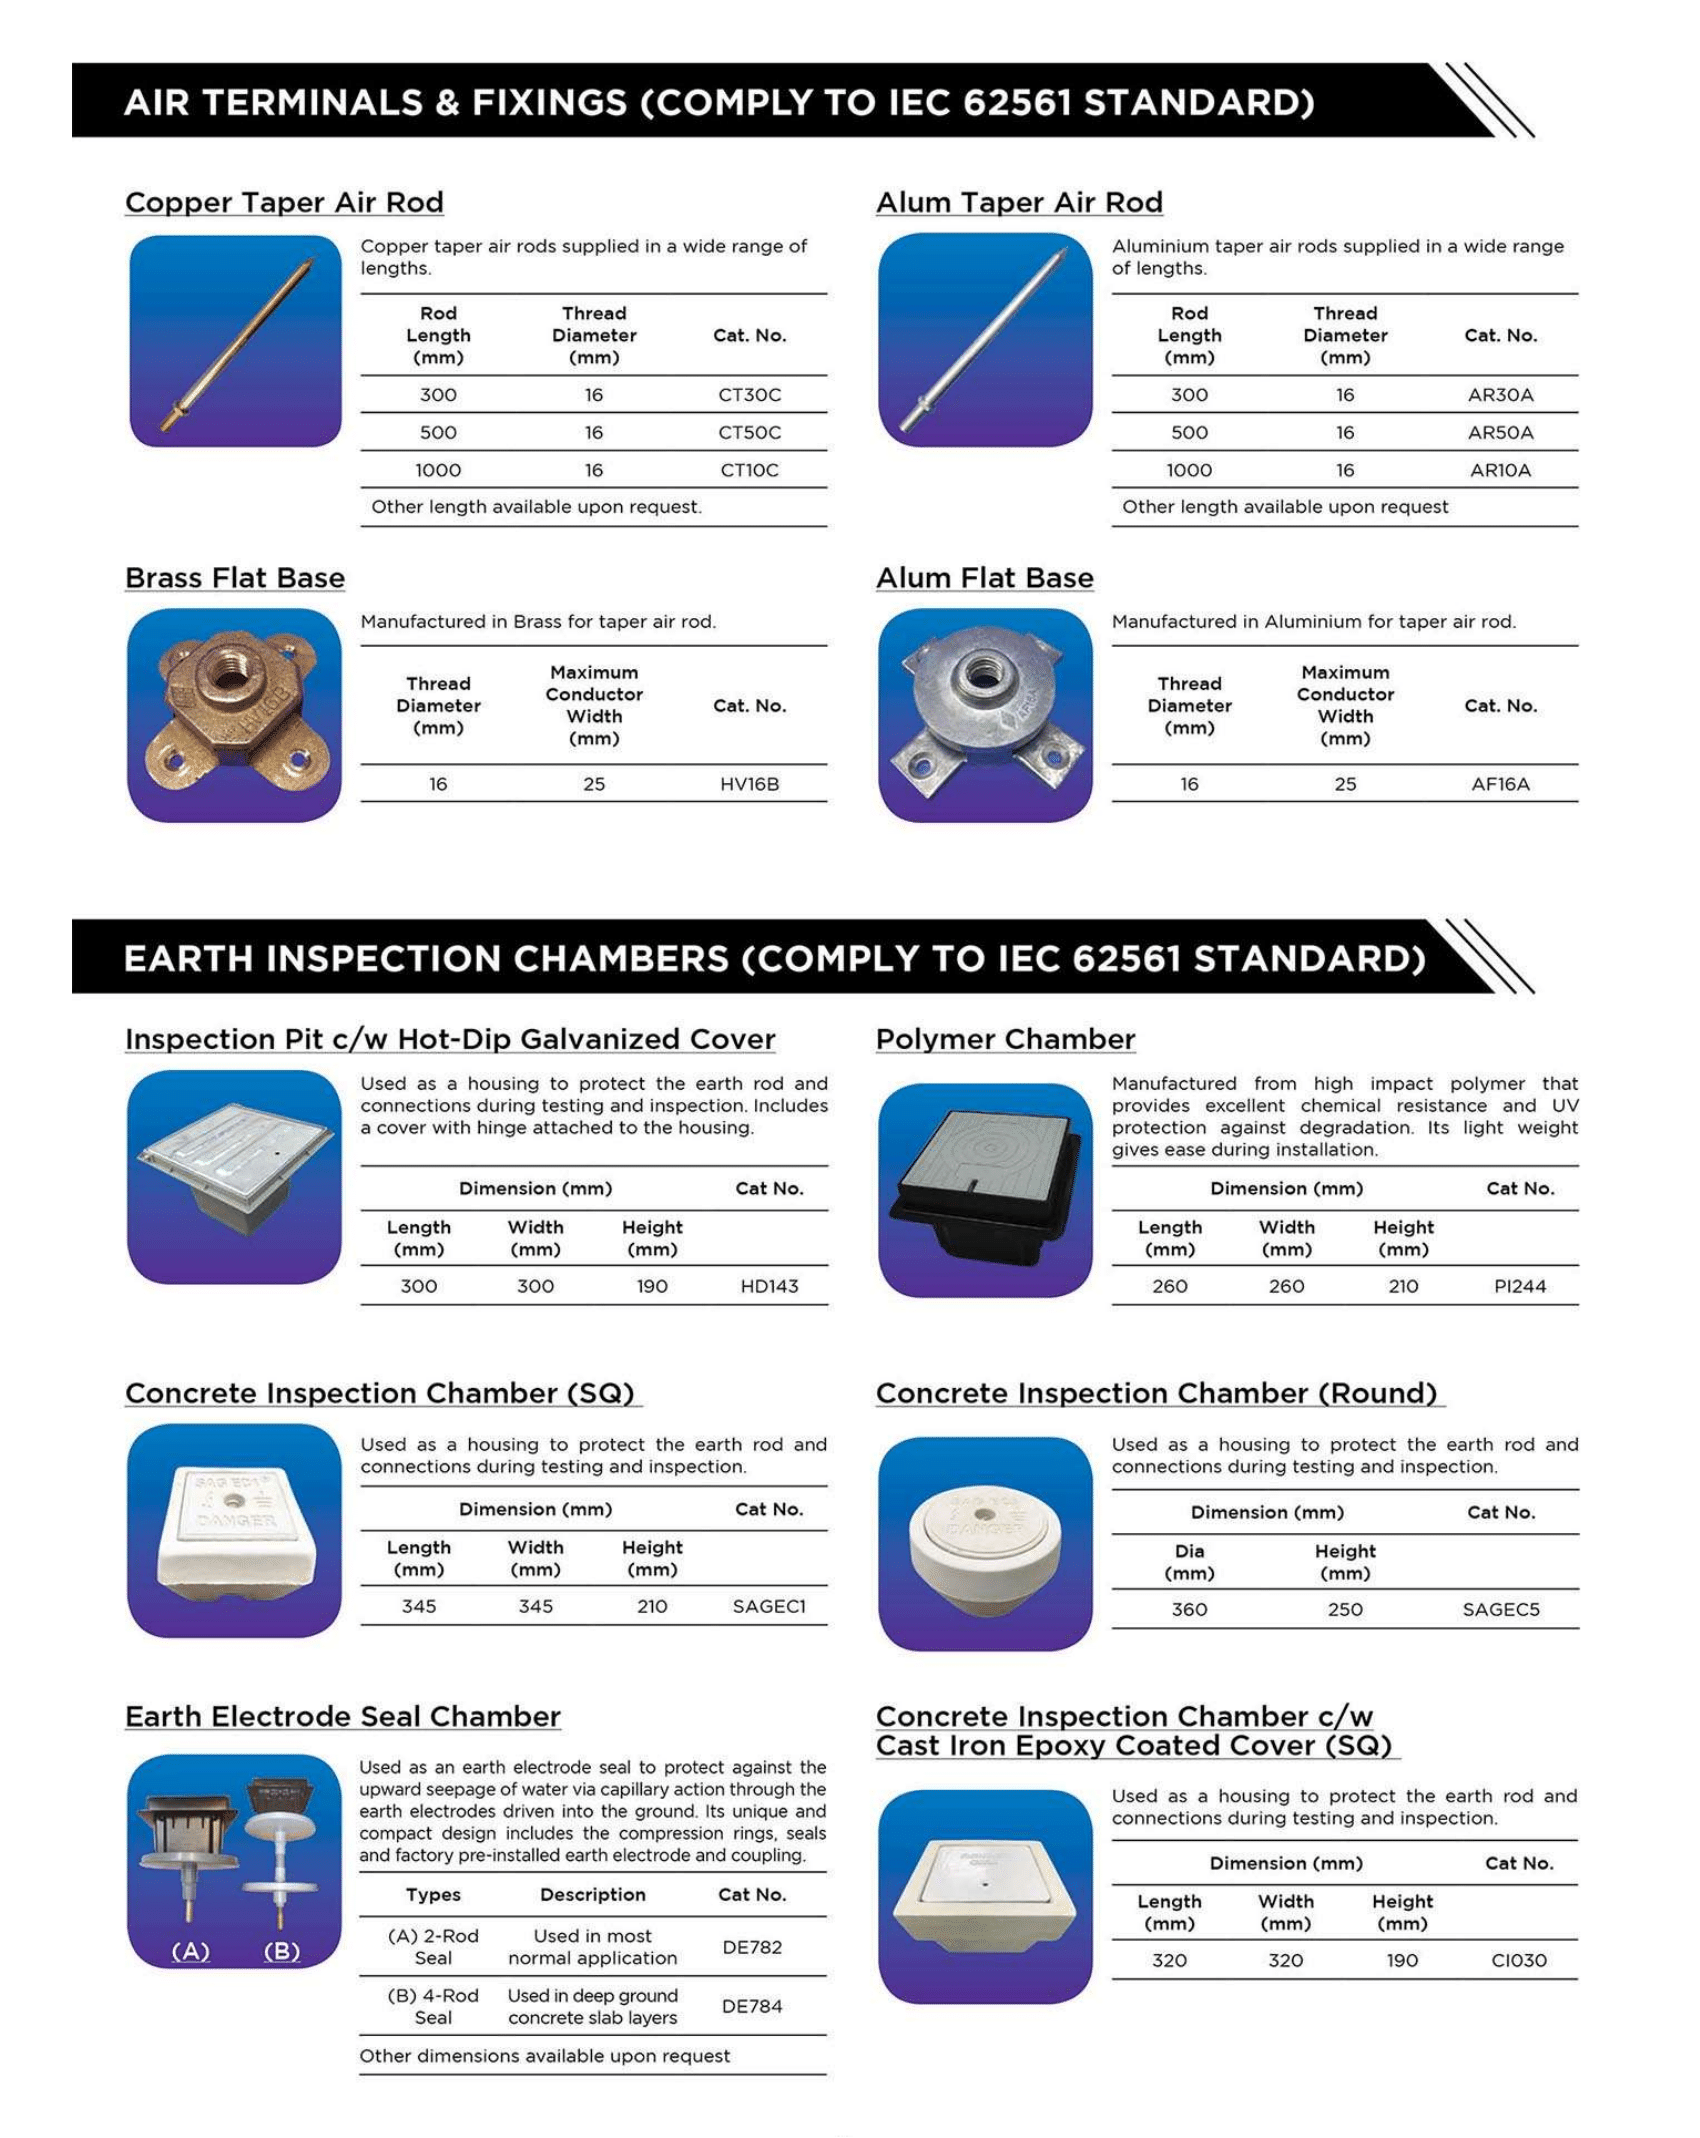 AIR TERMINALS & FIXINGS (COMPLY TO IEC 62561 STANDARD)
Copper Taper Air Rod
Copper taper air rods supplied in a wide range of
lengths.
Rod Length (mm) Thread Diameter (mm) Cat. No.
300 16 CT30C
500 16 CT50C
1000 16 CT10C
Other length available upon request.
Alum Taper Air Rod
Aluminium taper air rods supplied in a wide range
of lengths.
Rod Length (mm) Thread Diameter (mm) Cat. No.
300 16 AR30A
500 16 AR50A
1000 16 AR10A
Other length available upon request
Brass Flat Base
HV16B
Manufactured in Brass for taper air rod.
Thread Diameter (mm) Maximum Conductor Width (mm) Cat. No.
16 25 HV16B
Alum Flat Base
Manufactured in Aluminium for taper air rod.
Thread Diameter (mm) Maximum Conductor Width (mm) Cat. No.
16 25 AF16A
EARTH INSPECTION CHAMBERS (COMPLY TO IEC 62561 STANDARD)
Inspection Pit c/w Hot-Dip Galvanized Cover
Used as a housing to protect the earth rod and
connections during testing and inspection. Includes
a cover with hinge attached to the housing.
Dimension (mm) Cat No.
Length (mm) Width (mm) Height (mm)
300 300 190 HD143
Polymer Chamber
Manufactured from high impact polymer that
provides excellent chemical resistance and UV
protection against degradation. Its light weight
gives ease during installation.
Dimension (mm) Cat No.
Length (mm) Width (mm) Height (mm)
260 260 210 PI244
Concrete Inspection Chamber (SQ)
SAG EC1®
DANGER
Used as a housing to protect the earth rod and
connections during testing and inspection.
Dimension (mm) Cat No.
Length (mm) Width (mm) Height (mm)
345 345 210 SAGEC1
Concrete Inspection Chamber (Round)
DANGER
Used as a housing to protect the earth rod and
connections during testing and inspection.
Dimension (mm) Cat No.
Dia (mm) Height (mm)
360 250 SAGEC5
Earth Electrode Seal Chamber
(A) (B)
Used as an earth electrode seal to protect against the
upward seepage of water via capillary action through the
earth electrodes driven into the ground. Its unique and
compact design includes the compression rings, seals
and factory pre-installed earth electrode and coupling.
Types Description Cat No.
(A) 2-Rod Seal Used in most normal application DE782
(B) 4-Rod Seal Used in deep ground concrete slab layers DE784
Other dimensions available upon request
Concrete Inspection Chamber c/w
Cast Iron Epoxy Coated Cover (SQ)
Used as a housing to protect the earth rod and
connections during testing and inspection.
Dimension (mm) Cat No.
Length (mm) Width (mm) Height (mm)
320 320 190 CI030